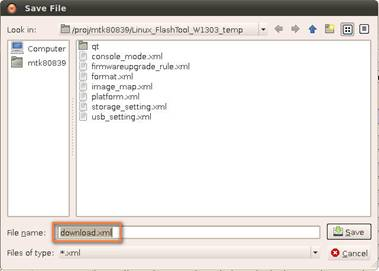 Save File
Look in: /proj/mtk80839/Linux_FlashTool_W1303_temp
Computer
mtk80839
qt
console_mode.xml
firmwareupgrade_rule.xml
format.xml
image_map.xml
platform.xml
storage_setting.xml
usb_setting.xml
File name: download.xml Save
Files of type: *.xml Cancel